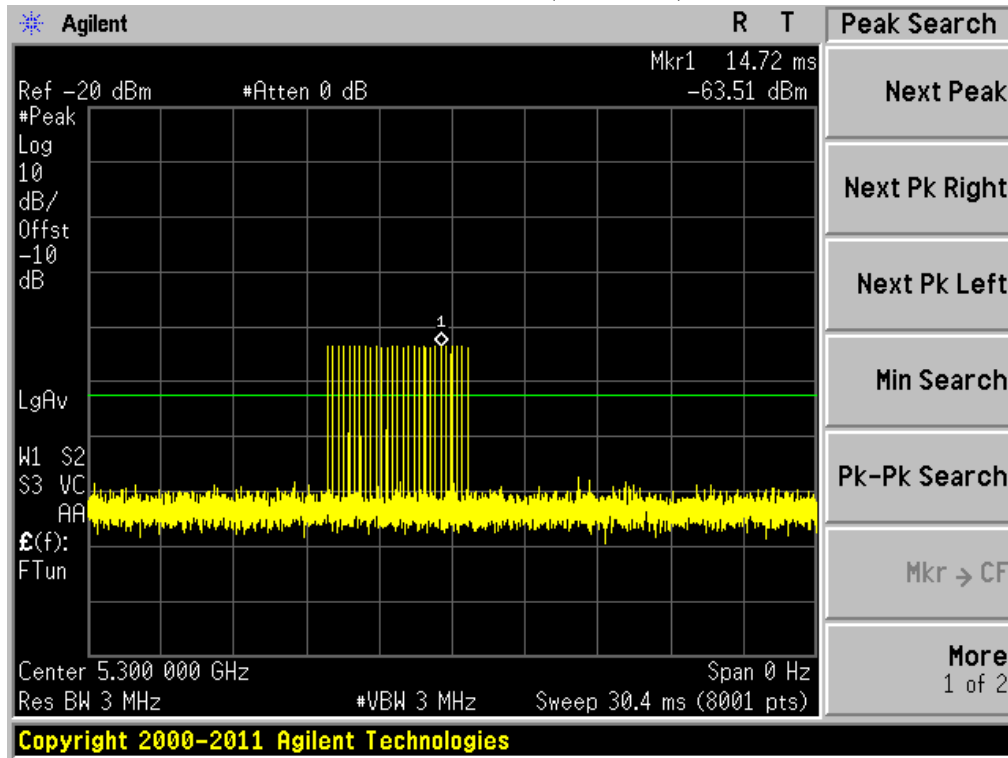 Agilent R T Peak Search
Mkr1 14.72 ms
Ref -20 dBm #Atten 0 dB -63.51 dBm
#Peak
Log
10
dB/
Offst
-10
dB
1
LgAv
W1 S2
S3 VC
AA
£(f):
FTun
Center 5.300 000 GHz Span 0 Hz
Res BW 3 MHz #VBW 3 MHz Sweep 30.4 ms (8001 pts)
Copyright 2000-2011 Agilent Technologies
Next Peak
Next Pk Right
Next Pk Left
Min Search
Pk-Pk Search
Mkr → CF
More
1 of 2